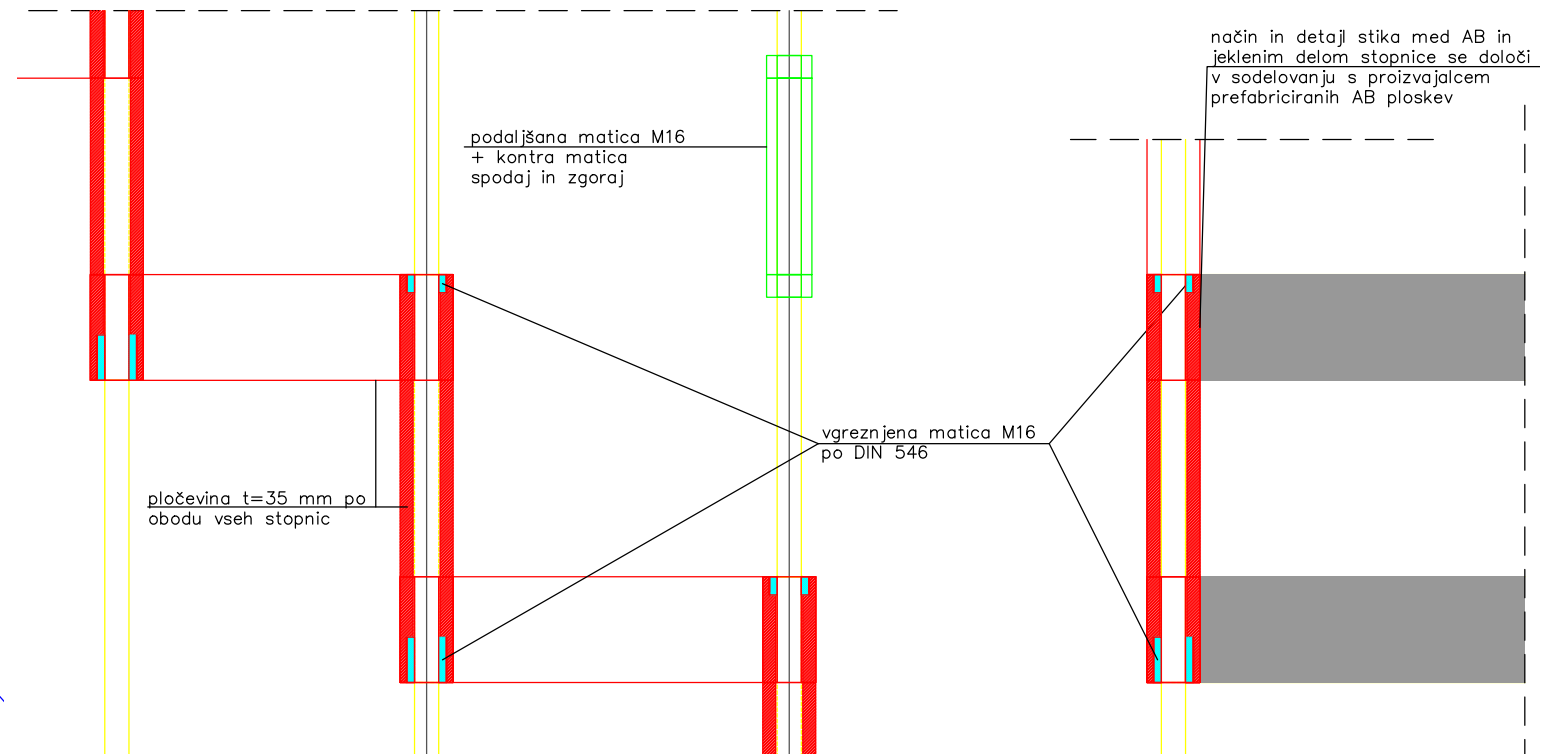 način in detajl stika med AB in
jeklenim delom stopnice se določi
v sodelovanju s proizvajalcem
prefabriciranih AB ploskev
podaljšana matica M16
+ kontra matica
spodaj in zgoraj
vgreznjena matica M16
po DIN 546
pločevina t=35 mm po
obodu vseh stopnic